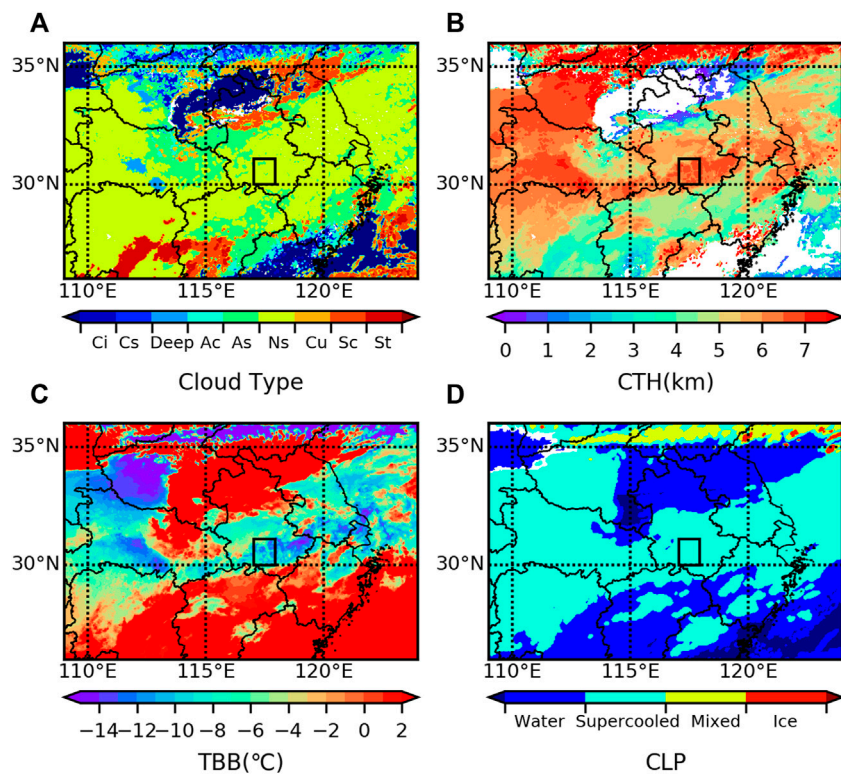 A
B
35°N
35°N
30°N
30°N
110°E 115°E 120°E
110°E 115°E 120°E
Ci Cs Deep Ac As Ns Cu Sc St
0 1 2 3 4 5 6 7
Cloud Type
CTH(km)
C
D
35°N
35°N
30°N
30°N
110°E 115°E 120°E
110°E 115°E 120°E
−14 −12 −10 −8 −6 −4 −2 0 2
Water Supercooled Mixed Ice
TBB(℃)
CLP